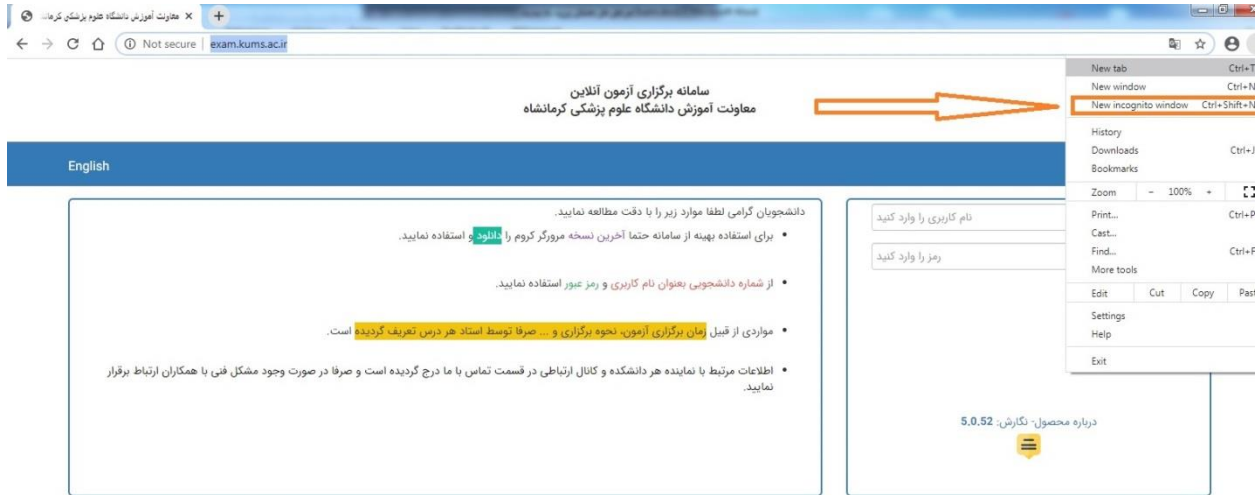 معاونت آموزش دانشگاه علوم پزشکی کرما
Not secure | exam.kums.ac.ir
سامانه برگزاری آزمون آنلاین
معاونت آموزش دانشگاه علوم پزشکی کرمانشاه
English
دانشجویان گرامی لطفا موارد زیر را با دقت مطالعه نمایید.
• برای استفاده بهینه از سامانه حتما آخرین نسخه مرورگر کروم را دانلود و استفاده نمایید.
• از شماره دانشجویی بعنوان نام کاربری و رمز عبور استفاده نمایید.
• مواردی از قبیل زمان برگزاری آزمون، نحوه برگزاری و ... صرفا توسط استاد هر درس تعریف گردیده است.
• اطلاعات مرتبط با نماینده هر دانشکده و کانال ارتباطی در قسمت تماس با ما درج گردیده است و صرفا در صورت وجود مشکل فنی با همکاران ارتباط برقرار
نمایید.
نام کاربری را وارد کنید
رمز را وارد کنید
درباره محصول- نگارش: 5.0.52
New tab Ctrl+T
New window Ctrl+N
New incognito window Ctrl+Shift+N
History
Downloads Ctrl+J
Bookmarks
Zoom - 100% +
Print... Ctrl+P
Cast...
Find... Ctrl+F
More tools
Edit Cut Copy Past
Settings
Help
Exit